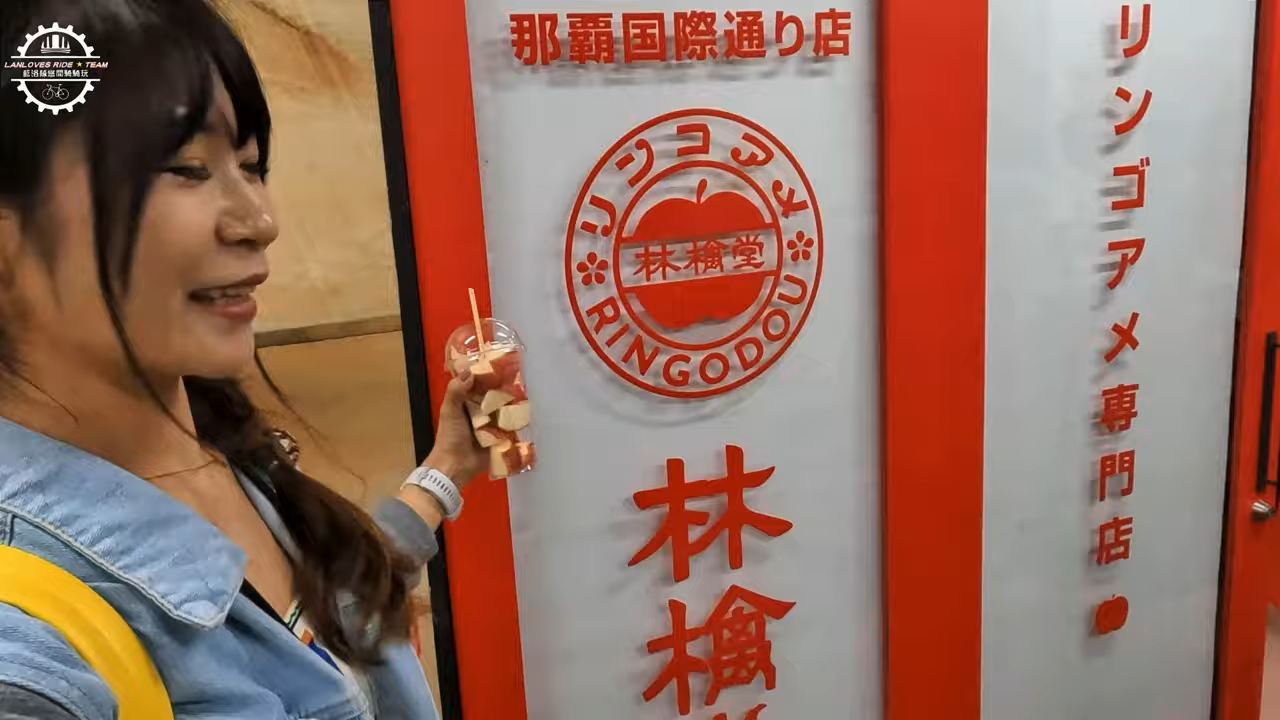 LANLOVES RIDE ★ TEAM
那覇国際通り店
リンゴアメ
林檎堂
RINGODOU
林檎
リンゴアメ専門店